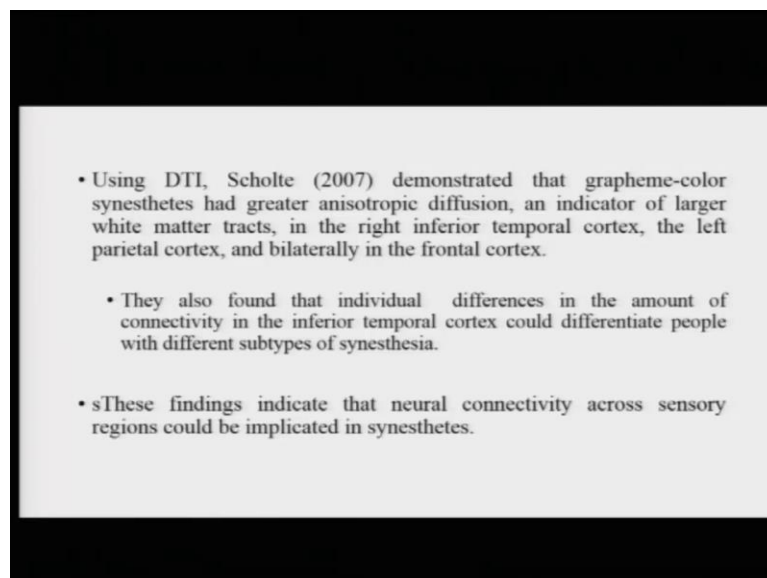 • Using DTI, Scholte (2007) demonstrated that grapheme-color
synesthetes had greater anisotropic diffusion, an indicator of larger
white matter tracts, in the right inferior temporal cortex, the left
parietal cortex, and bilaterally in the frontal cortex.
• They also found that individual differences in the amount of
connectivity in the inferior temporal cortex could differentiate people
with different subtypes of synesthesia.
• sThese findings indicate that neural connectivity across sensory
regions could be implicated in synesthetes.